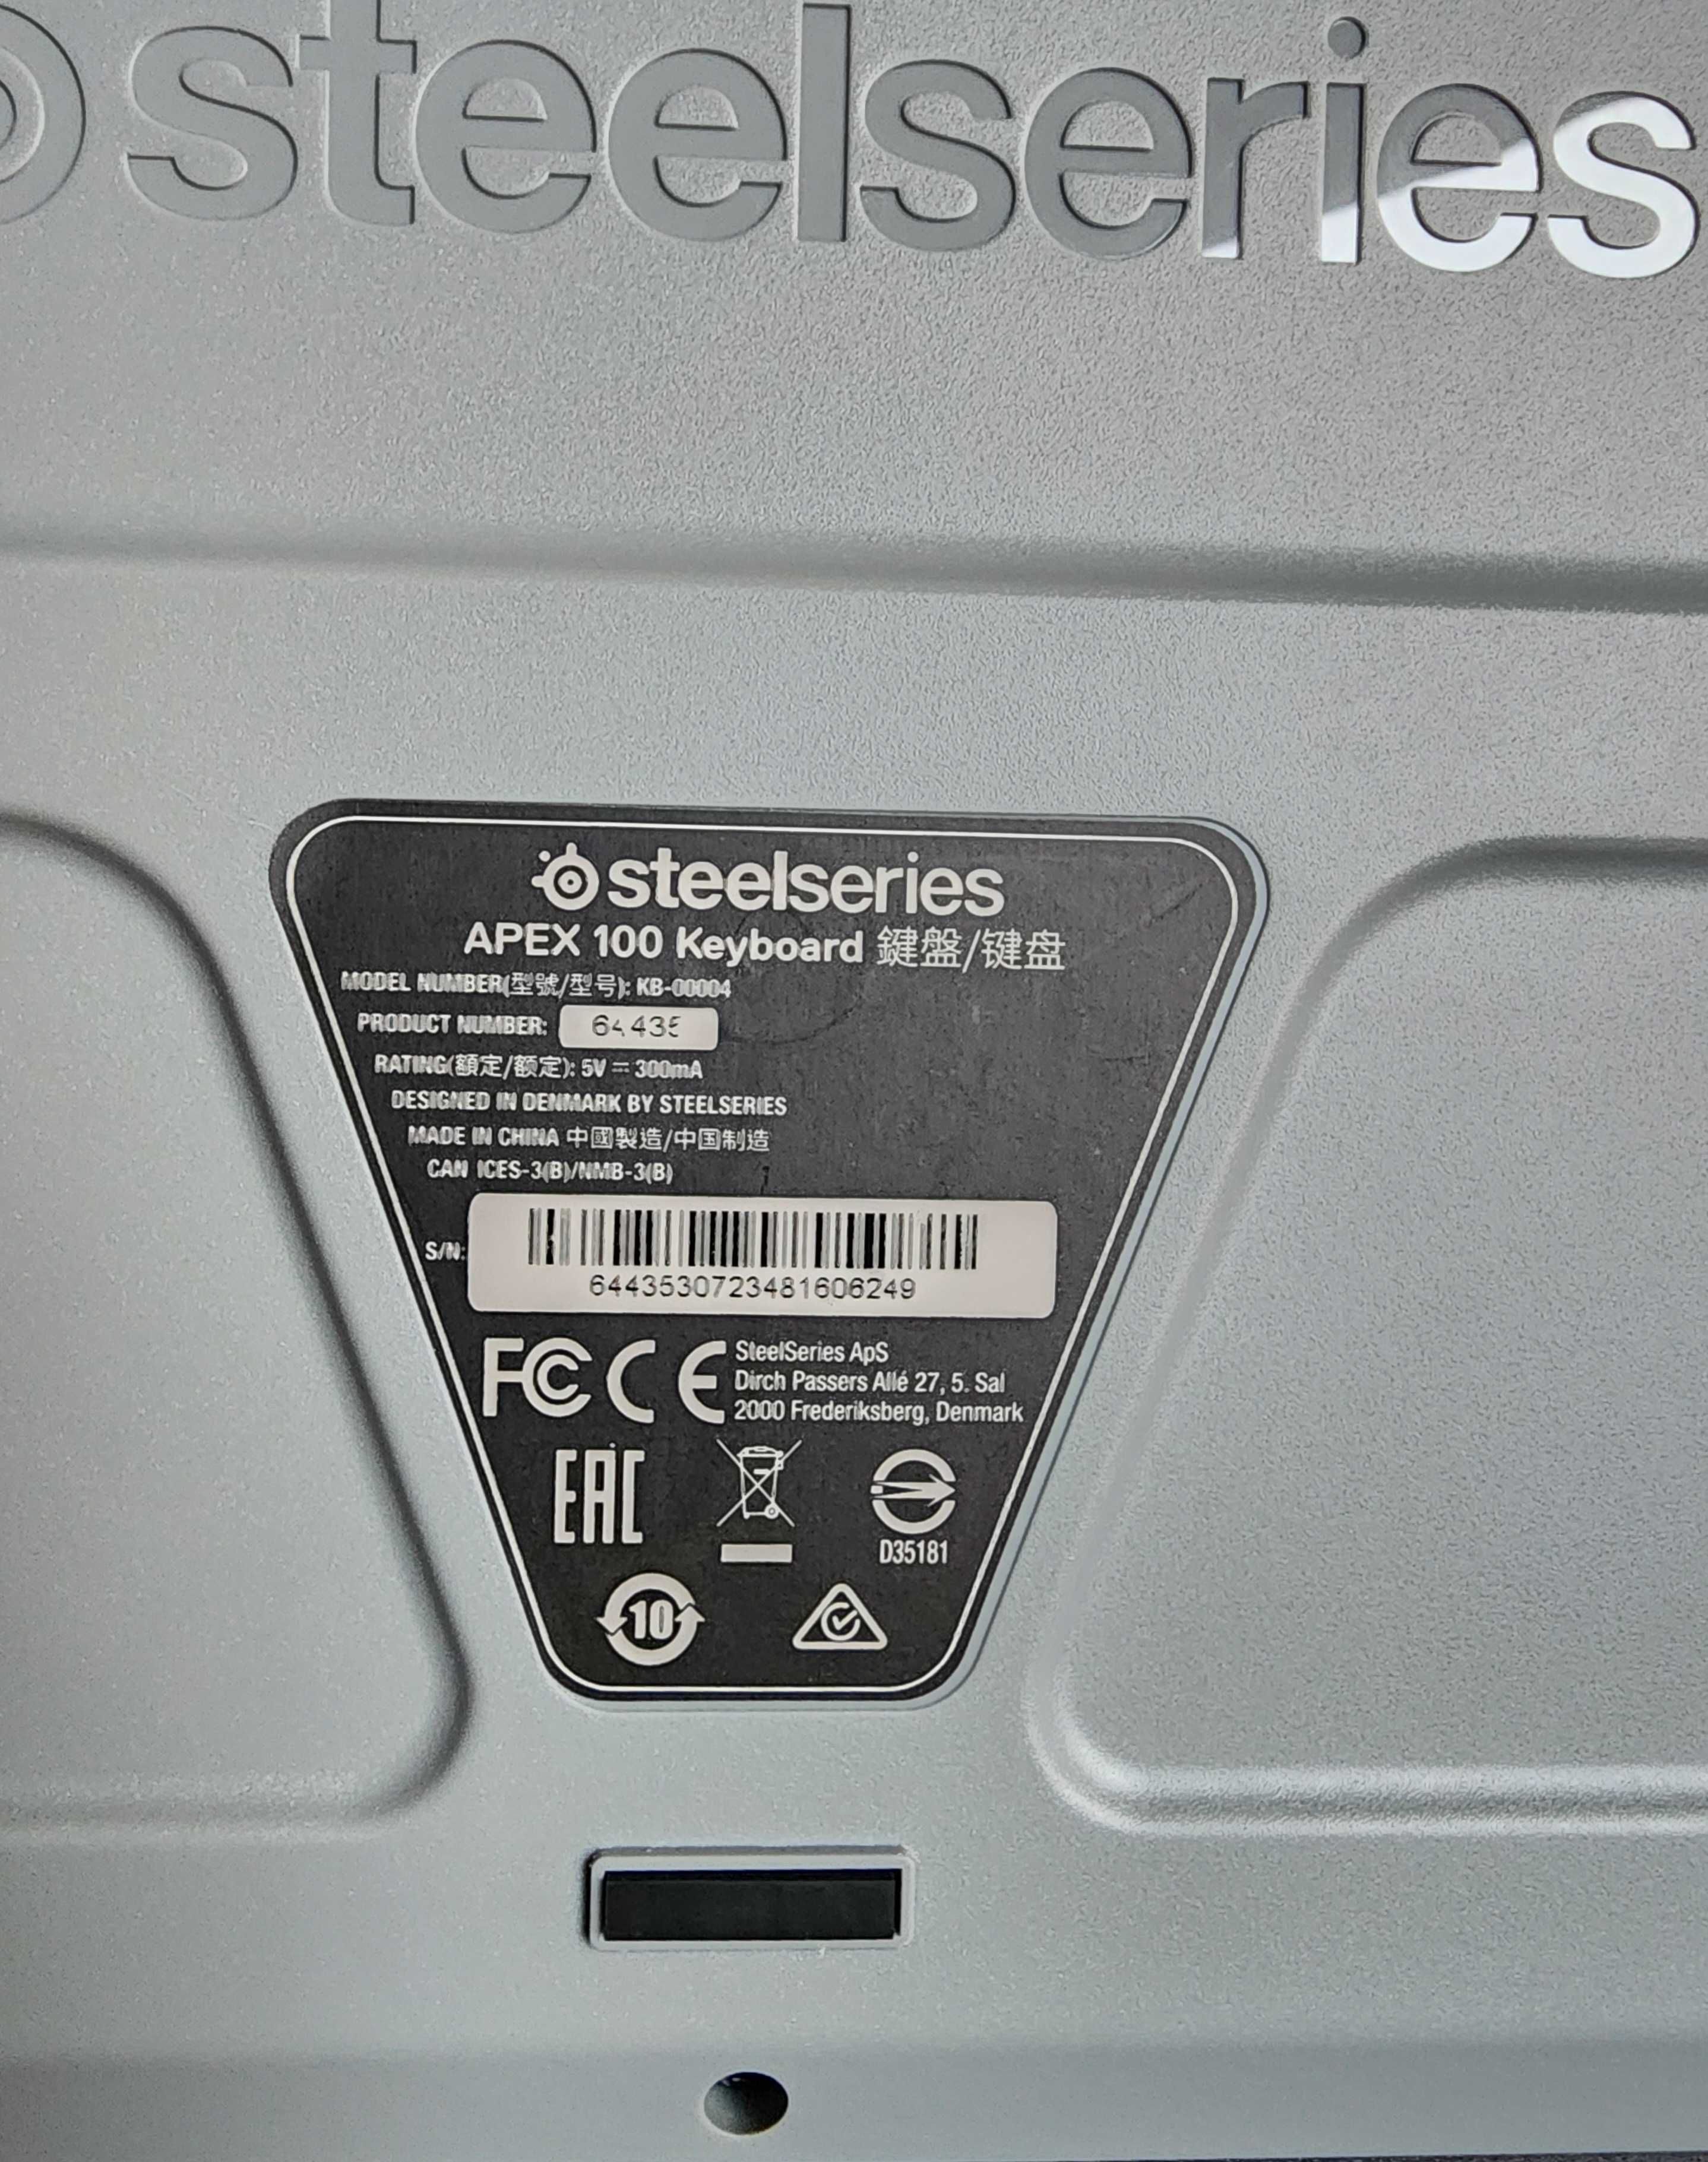 steelseries
steelseries
APEX 100 Keyboard 鍵盤/键盘
MODEL NUMBER(型號/型号): KB-00004
PRODUCT NUMBER: 64435
RATING(額定/额定): 5V ⎓ 300mA
DESIGNED IN DENMARK BY STEELSERIES
MADE IN CHINA 中國製造/中国制造
CAN ICES-3(B)/NMB-3(B)
S/N:
6443530723481606249
FC CE SteelSeries ApS
Dirch Passers Allé 27, 5. Sal
2000 Frederiksberg, Denmark
EAC
D35181
10